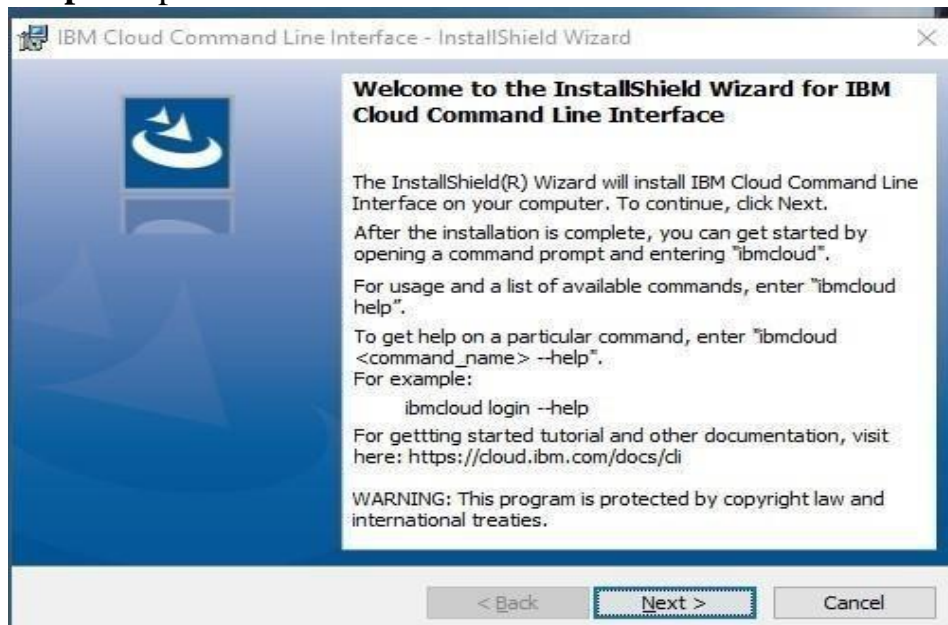 IBM Cloud Command Line Interface - InstallShield Wizard
Welcome to the InstallShield Wizard for IBM
Cloud Command Line Interface
The InstallShield(R) Wizard will install IBM Cloud Command Line
Interface on your computer. To continue, click Next.
After the installation is complete, you can get started by
opening a command prompt and entering "ibmcloud".
For usage and a list of available commands, enter "ibmcloud
help".
To get help on a particular command, enter "ibmcloud
<command_name> --help".
For example:
ibmcloud login --help
For gettting started tutorial and other documentation, visit
here: https://cloud.ibm.com/docs/cli
WARNING: This program is protected by copyright law and
international treaties.
< Back
Next >
Cancel